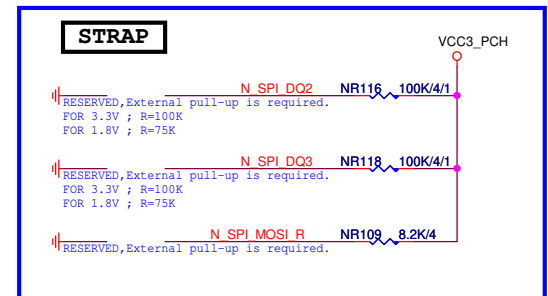 STRAP
VCC3_PCH
N_SPI_DQ2 NR116 100K/4/1
RESERVED,External pull-up is required.
FOR 3.3V ; R=100K
FOR 1.8V ; R=75K
N_SPI_DQ3 NR118 100K/4/1
RESERVED,External pull-up is required.
FOR 3.3V ; R=100K
FOR 1.8V ; R=75K
N_SPI_MOSI_R NR109 8.2K/4
RESERVED,External pull-up is required.